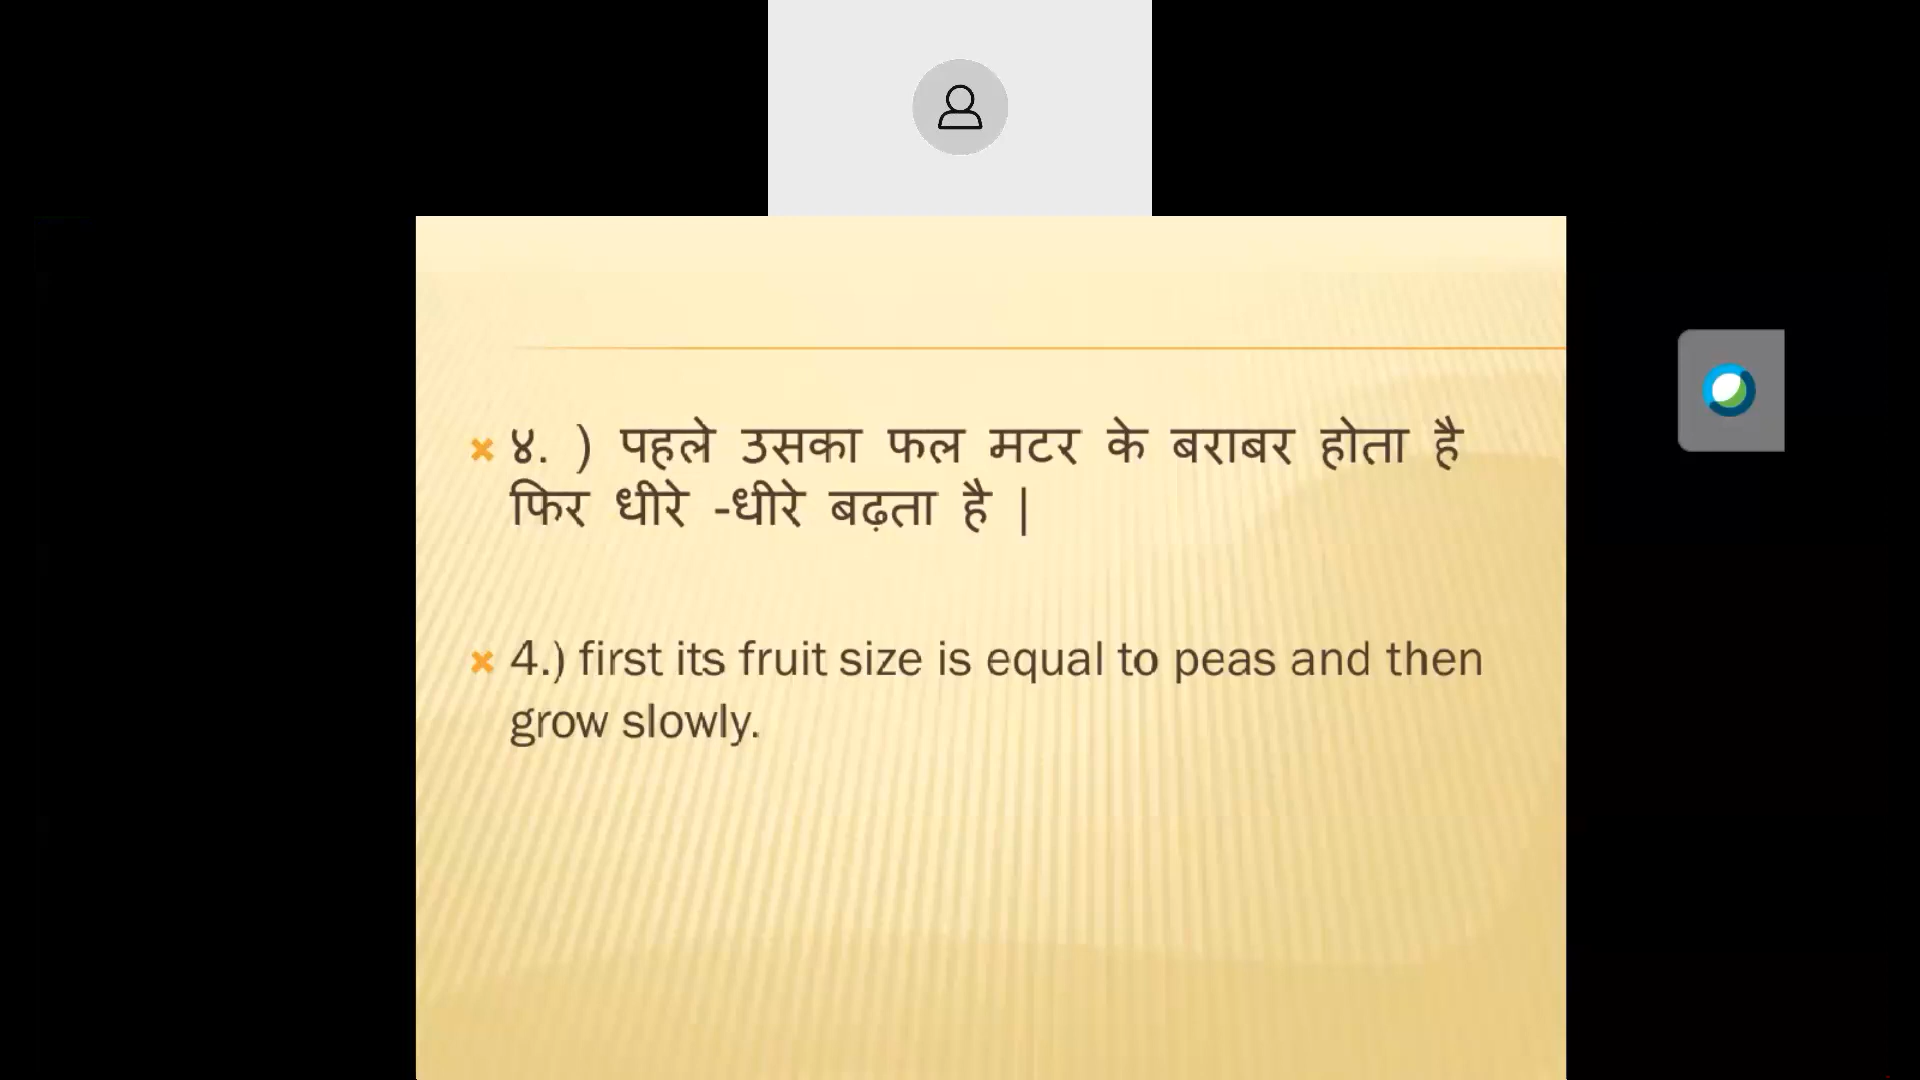 ४. ) पहले उसका फल मटर के बराबर होता है
फिर धीरे -धीरे बढ़ता है |
4.) first its fruit size is equal to peas and then
grow slowly.